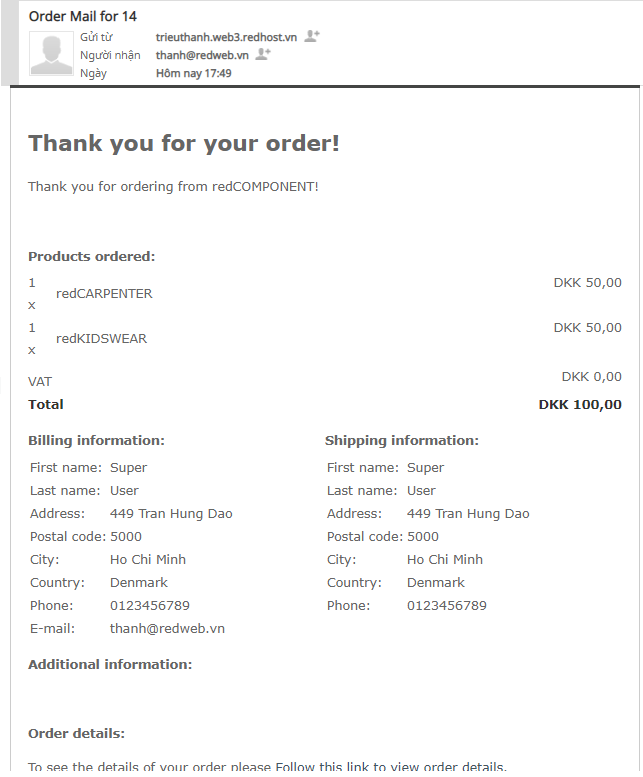 Order Mail for 14
Gửi từ trieuthanh.web3.redhost.vn
Người nhận thanh@redweb.vn
Ngày Hôm nay 17:49
Thank you for your order!
Thank you for ordering from redCOMPONENT!
Products ordered:
1 x redCARPENTER DKK 50,00
1 x redKIDSWEAR DKK 50,00
VAT DKK 0,00
Total DKK 100,00
Billing information: Shipping information:
First name: Super First name: Super
Last name: User Last name: User
Address: 449 Tran Hung Dao Address: 449 Tran Hung Dao
Postal code: 5000 Postal code: 5000
City: Ho Chi Minh City: Ho Chi Minh
Country: Denmark Country: Denmark
Phone: 0123456789 Phone: 0123456789
E-mail: thanh@redweb.vn
Additional information:
Order details:
To see the details of your order please Follow this link to view order details.